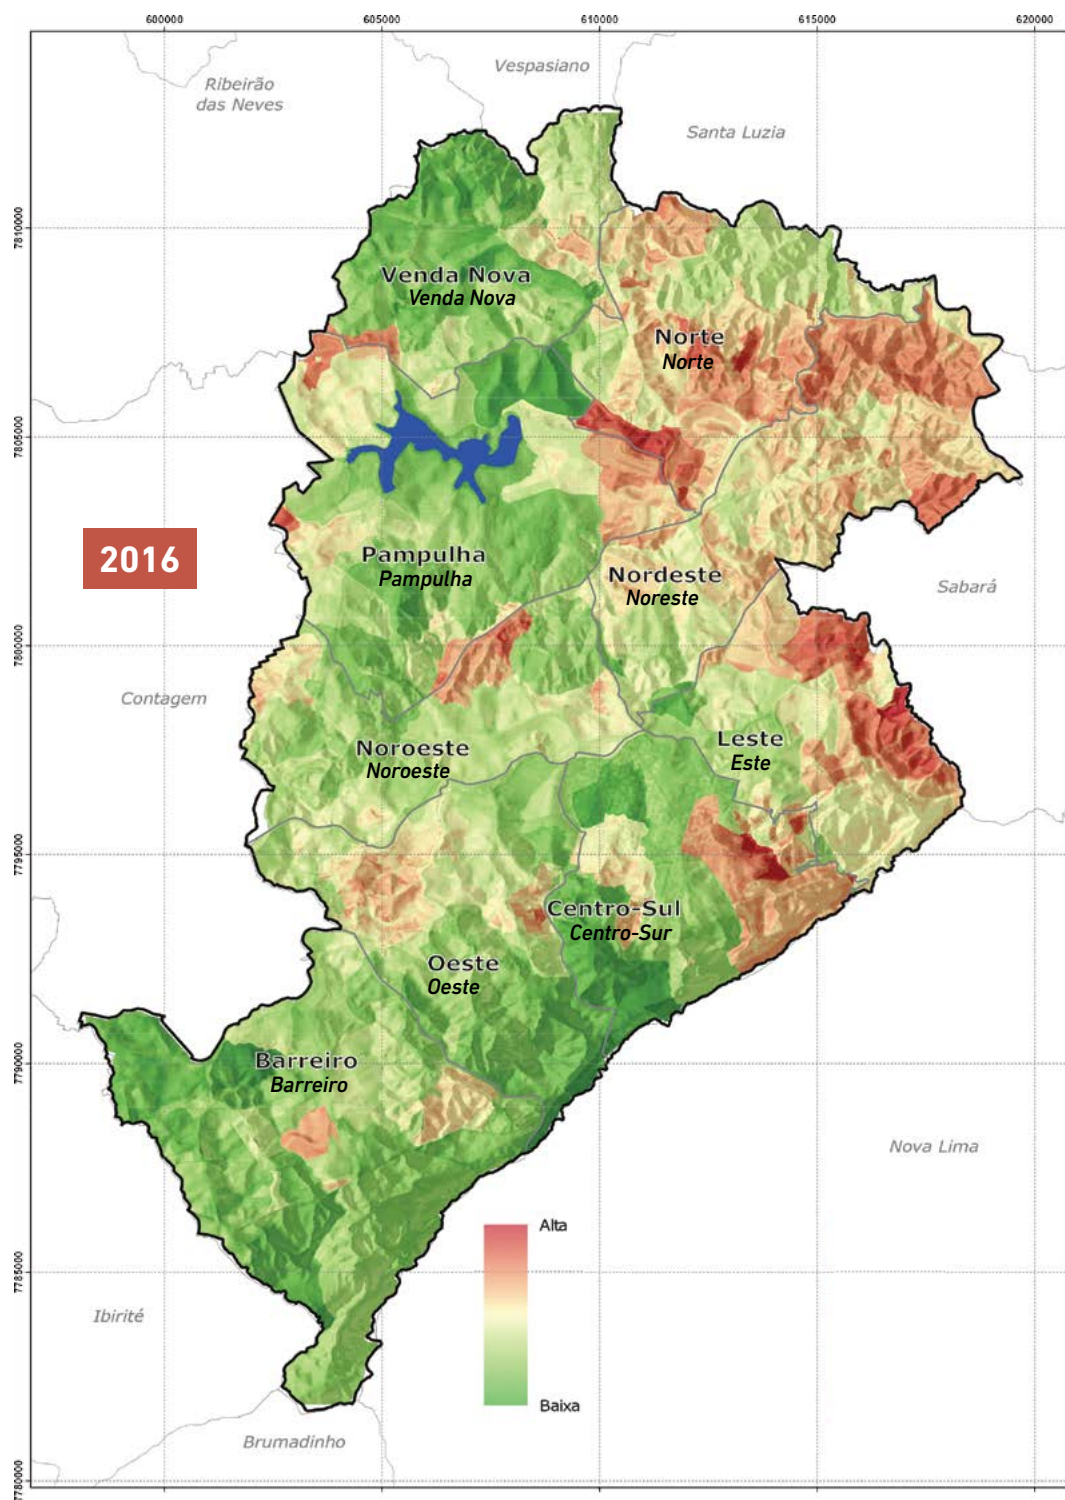 600000 605000 610000 615000 620000
Vespasiano
Ribeirão
das Neves
Santa Luzia
7810000
Venda Nova
Venda Nova
Norte
Norte
7805000
2016
Pampulha
Pampulha
Nordeste
Noreste
Sabará
7800000
Contagem
Noroeste
Noroeste
Leste
Este
7795000
Centro-Sul
Centro-Sur
Oeste
Oeste
7790000
Barreiro
Barreiro
Nova Lima
Alta
7785000
Ibirité
Baixa
Brumadinho
7780000